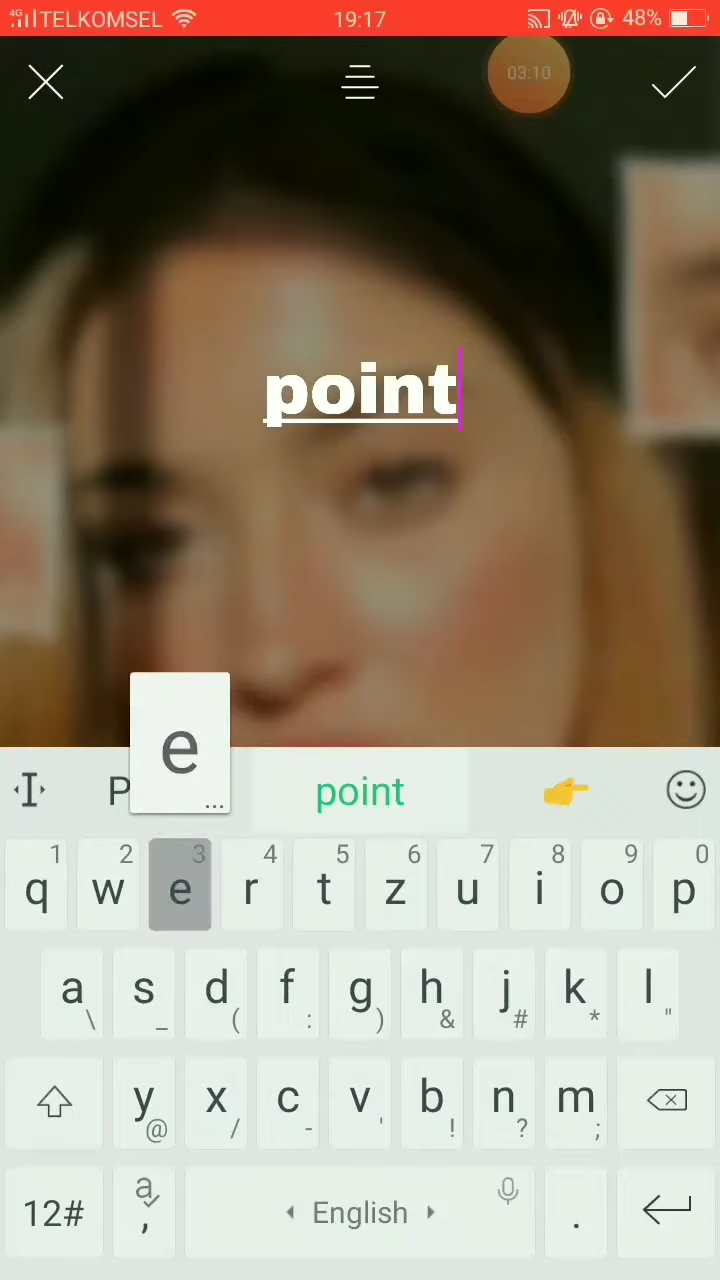 4G TELKOMSEL 19:17 48%
03:10
point
e
...
P point 👉
1 2 3 4 5 6 7 8 9 0
q w e r t z u i o p
a s d f g h j k l
\ _ ( : ) & # * "
y x c v b n m
@ / - ' ! ? ;
12# a , English .